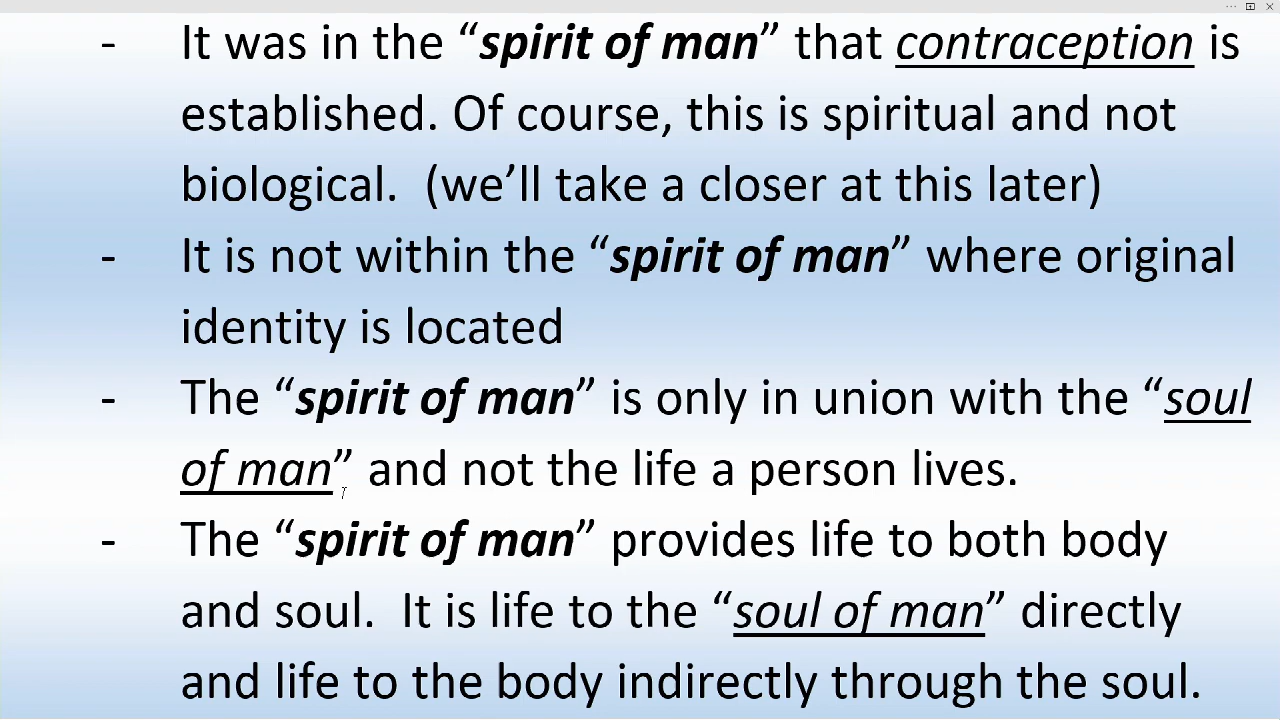 - It was in the “spirit of man” that contraception is
established. Of course, this is spiritual and not
biological.  (we’ll take a closer at this later)
- It is not within the “spirit of man” where original
identity is located
- The “spirit of man” is only in union with the “soul
of man” and not the life a person lives.
- The “spirit of man” provides life to both body
and soul.  It is life to the “soul of man” directly
and life to the body indirectly through the soul.